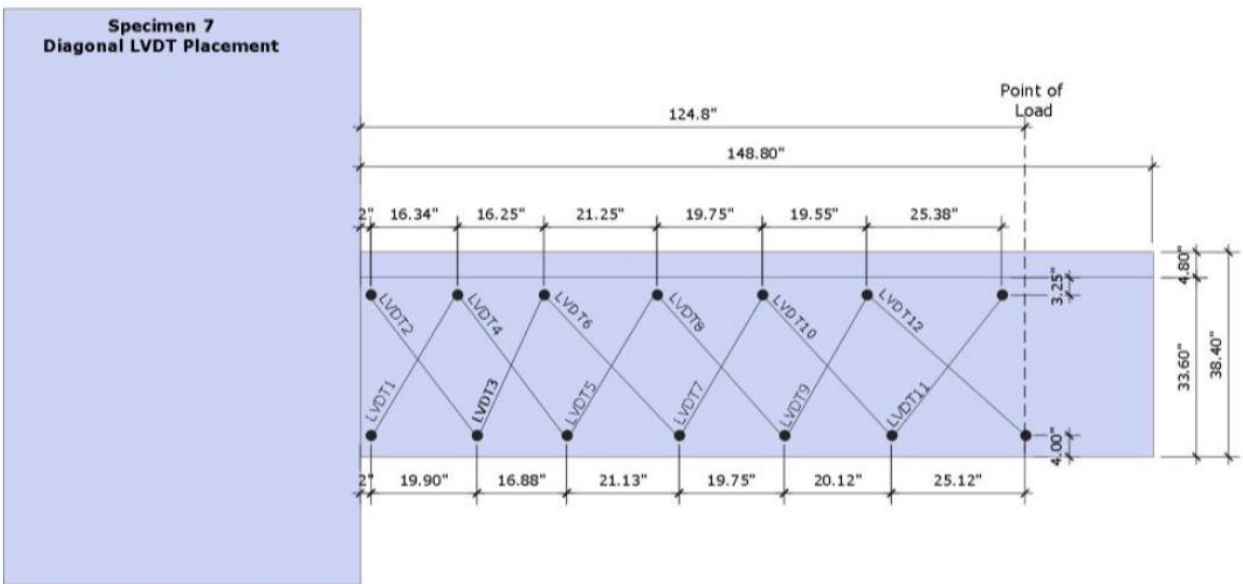 Specimen 7
Diagonal LVDT Placement
Point of
Load
124.8"
148.80"
2" 16.34" 16.25" 21.25" 19.75" 19.55" 25.38"
4.80"
3.25"
LVDT2 LVDT4 LVDT6 LVDT8 LVDT10 LVDT12
33.60"
38.40"
LVDT1 LVDT3 LVDT5 LVDT7 LVDT9 LVDT11
4.00"
2" 19.90" 16.88" 21.13" 19.75" 20.12" 25.12"